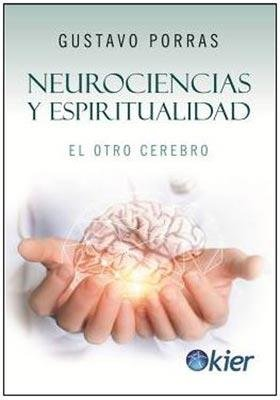 GUSTAVO PORRAS
NEUROCIENCIAS
Y ESPIRITUALIDAD
EL OTRO CEREBRO
kier